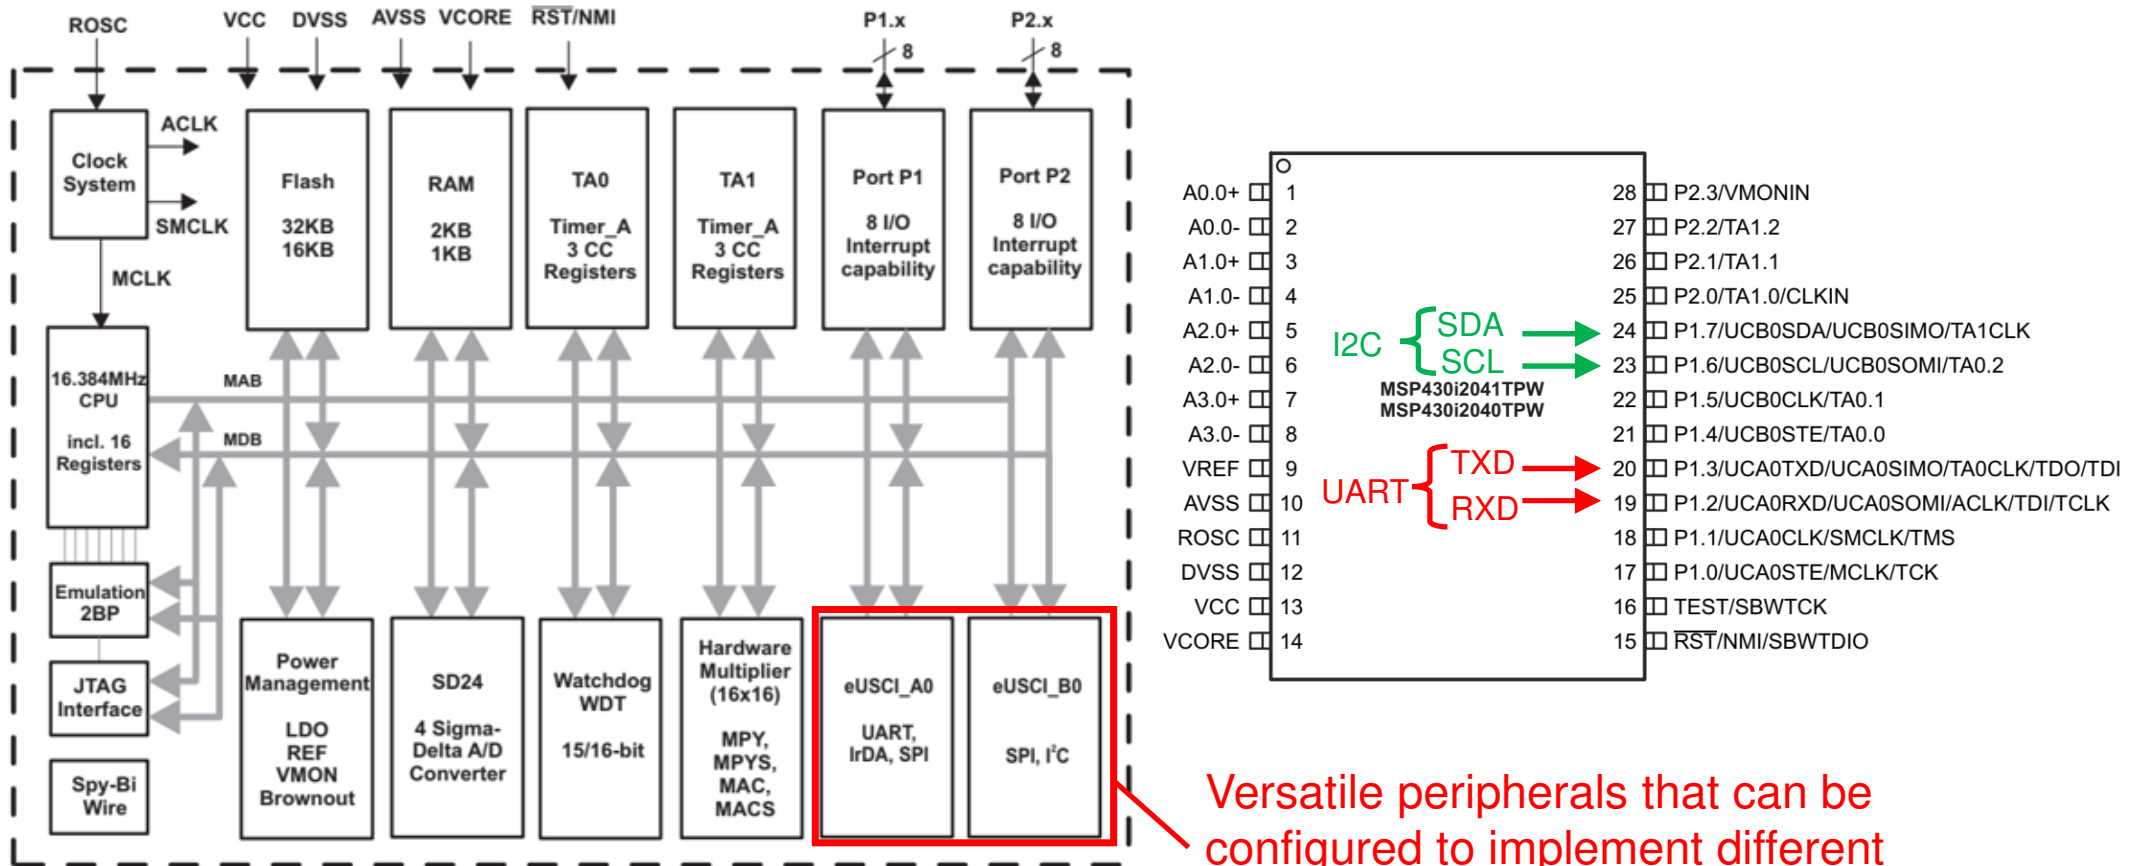 ROSC
VCC
DVSS
AVSS
VCORE
RST/NMI
P1.x
P2.x
8
8
Clock
System
ACLK
SMCLK
MCLK
Flash
32KB
16KB
RAM
2KB
1KB
TA0
Timer_A
3 CC
Registers
TA1
Timer_A
3 CC
Registers
Port P1
8 I/O
Interrupt
capability
Port P2
8 I/O
Interrupt
capability
16.384MHz
CPU
incl. 16
Registers
MAB
MDB
Emulation
2BP
JTAG
Interface
Spy-Bi
Wire
Power
Management
LDO
REF
VMON
Brownout
SD24
4 Sigma-
Delta A/D
Converter
Watchdog
WDT
15/16-bit
Hardware
Multiplier
(16x16)
MPY,
MPYS,
MAC,
MACS
eUSCI_A0
UART,
IrDA, SPI
eUSCI_B0
SPI, I²C
A0.0+ 1
A0.0- 2
A1.0+ 3
A1.0- 4
A2.0+ 5
A2.0- 6
A3.0+ 7
A3.0- 8
VREF 9
AVSS 10
ROSC 11
DVSS 12
VCC 13
VCORE 14
I2C
SDA
SCL
MSP430i2041TPW
MSP430i2040TPW
UART
TXD
RXD
28 P2.3/VMONIN
27 P2.2/TA1.2
26 P2.1/TA1.1
25 P2.0/TA1.0/CLKIN
24 P1.7/UCB0SDA/UCB0SIMO/TA1CLK
23 P1.6/UCB0SCL/UCB0SOMI/TA0.2
22 P1.5/UCB0CLK/TA0.1
21 P1.4/UCB0STE/TA0.0
20 P1.3/UCA0TXD/UCA0SIMO/TA0CLK/TDO/TDI
19 P1.2/UCA0RXD/UCA0SOMI/ACLK/TDI/TCLK
18 P1.1/UCA0CLK/SMCLK/TMS
17 P1.0/UCA0STE/MCLK/TCK
16 TEST/SBWTCK
15 RST/NMI/SBWTDIO
Versatile peripherals that can be
configured to implement different